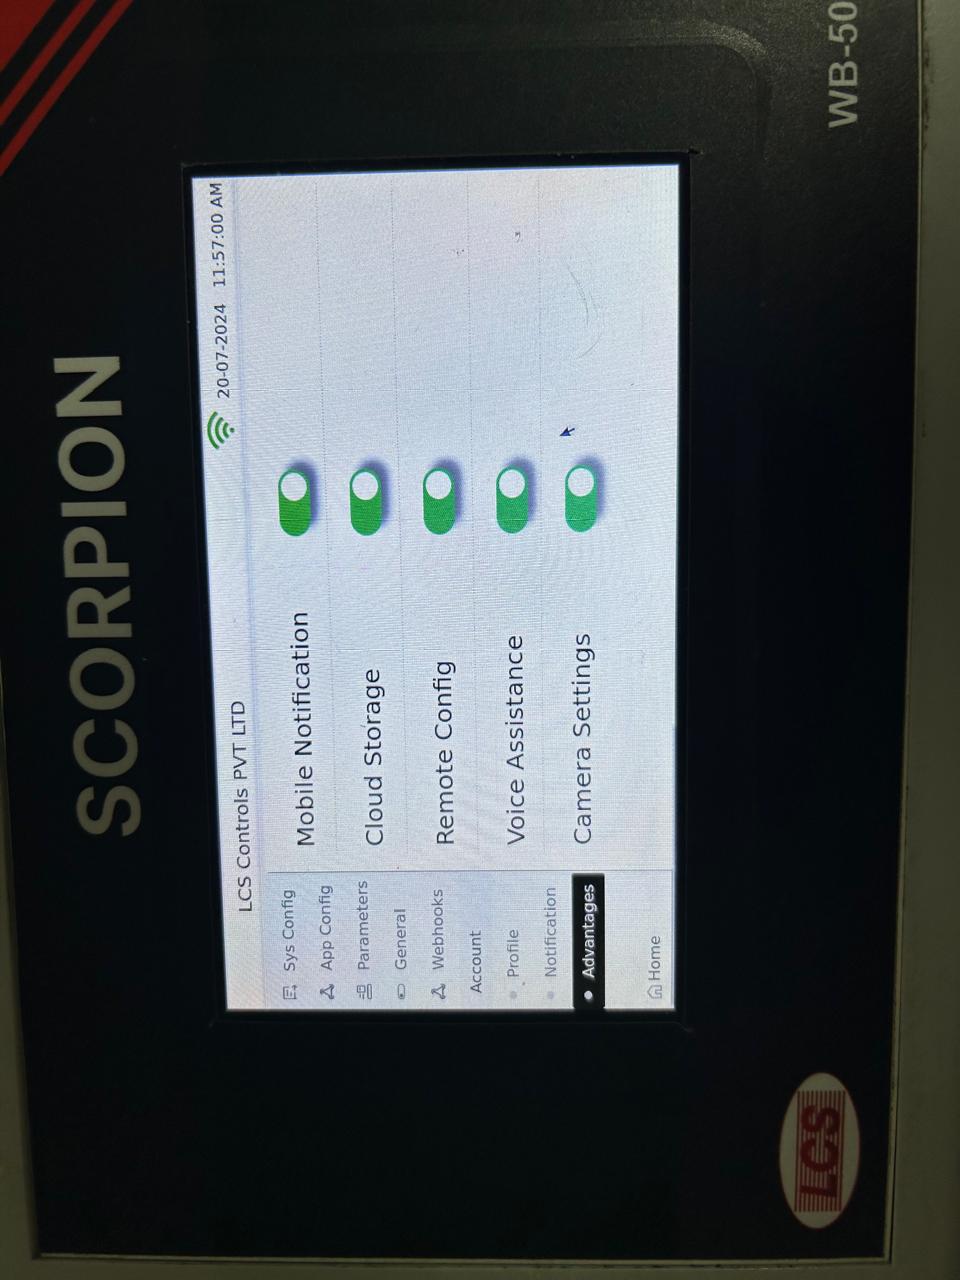 SCORPION
LCS Controls PVT LTD
20-07-2024 11:57:00 AM
Sys Config
App Config
Parameters
General
Webhooks
Account
Profile
Notification
Advantages
Home
Mobile Notification
Cloud Storage
Remote Config
Voice Assistance
Camera Settings
LCS
WB-50